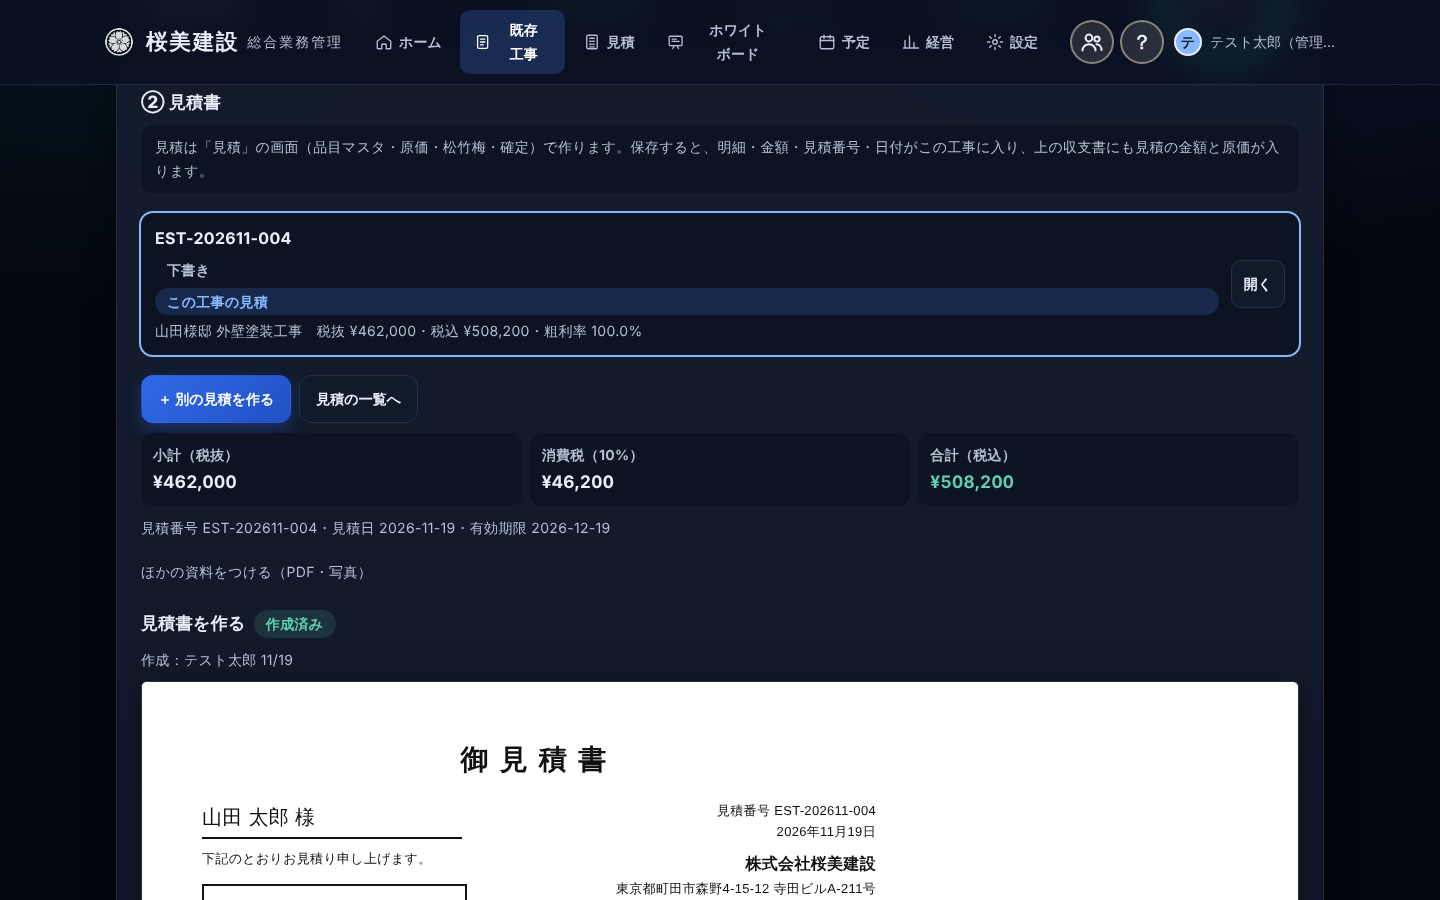 桜美建設 総合業務管理
ホーム
既存
工事
見積
ホワイト
ボード
予定
経営
設定
?
テ テスト太郎（管理...
② 見積書
見積は「見積」の画面（品目マスタ・原価・松竹梅・確定）で作ります。保存すると、明細・金額・見積番号・日付がこの工事に入り、上の収支書にも見積の金額と原価が入
ります。
EST-202611-004
下書き
この工事の見積
山田様邸 外壁塗装工事　税抜 ¥462,000・税込 ¥508,200・粗利率 100.0%
開く
+ 別の見積を作る
見積の一覧へ
小計（税抜）
¥462,000
消費税（10%）
¥46,200
合計（税込）
¥508,200
見積番号 EST-202611-004・見積日 2026-11-19・有効期限 2026-12-19
ほかの資料をつける（PDF・写真）
見積書を作る 作成済み
作成：テスト太郎 11/19
御見積書
山田 太郎 様
下記のとおりお見積り申し上げます。
見積番号 EST-202611-004
2026年11月19日
株式会社桜美建設
東京都町田市森野4-15-12 寺田ビルA-211号